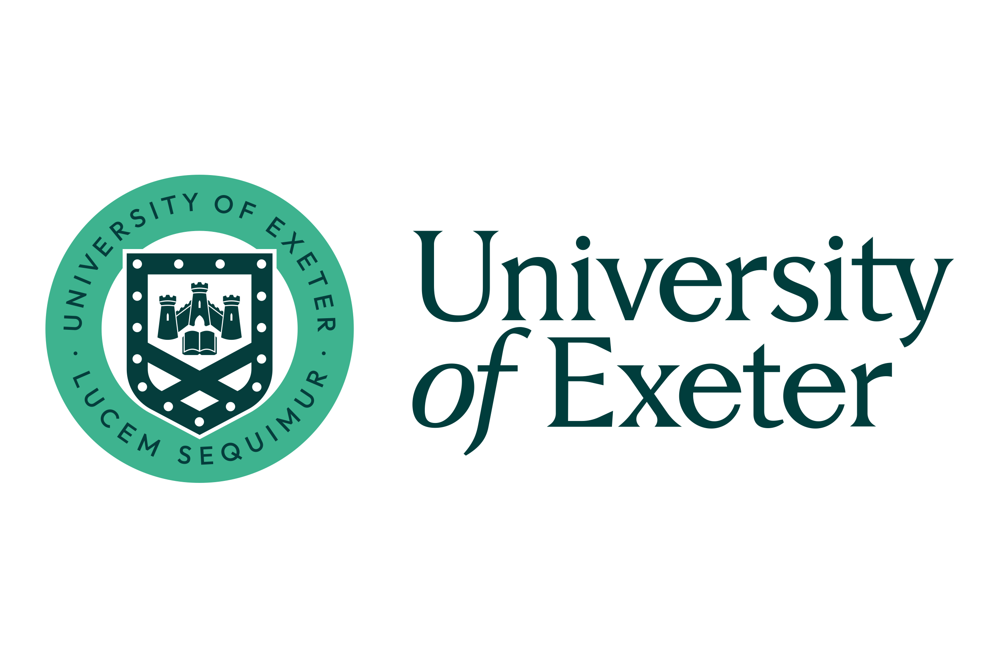 UNIVERSITY OF EXETER
LUCEM SEQUIMUR
University
of Exeter